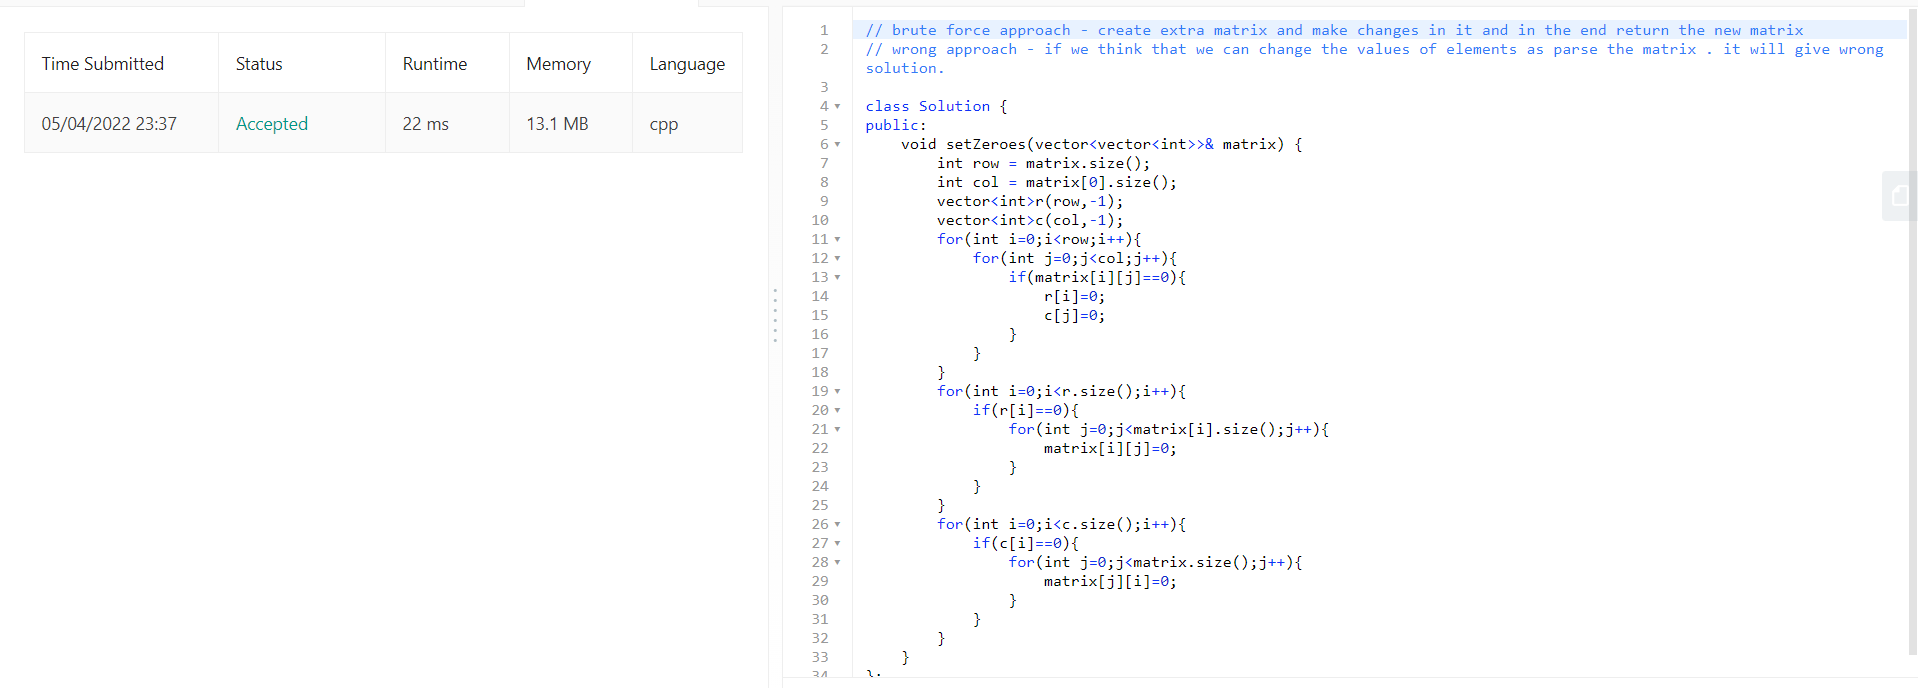 Time Submitted Status Runtime Memory Language
05/04/2022 23:37 Accepted 22 ms 13.1 MB cpp
1 // brute force approach - create extra matrix and make changes in it and in the end return the new matrix
2 // wrong approach - if we think that we can change the values of elements as parse the matrix . it will give wrong
solution.
3
4 class Solution {
5 public:
6 void setZeroes(vector<vector<int>>& matrix) {
7 int row = matrix.size();
8 int col = matrix[0].size();
9 vector<int>r(row,-1);
10 vector<int>c(col,-1);
11 for(int i=0;i<row;i++){
12 for(int j=0;j<col;j++){
13 if(matrix[i][j]==0){
14 r[i]=0;
15 c[j]=0;
16 }
17 }
18 }
19 for(int i=0;i<r.size();i++){
20 if(r[i]==0){
21 for(int j=0;j<matrix[i].size();j++){
22 matrix[i][j]=0;
23 }
24 }
25 }
26 for(int i=0;i<c.size();i++){
27 if(c[i]==0){
28 for(int j=0;j<matrix.size();j++){
29 matrix[j][i]=0;
30 }
31 }
32 }
33 }
34 };